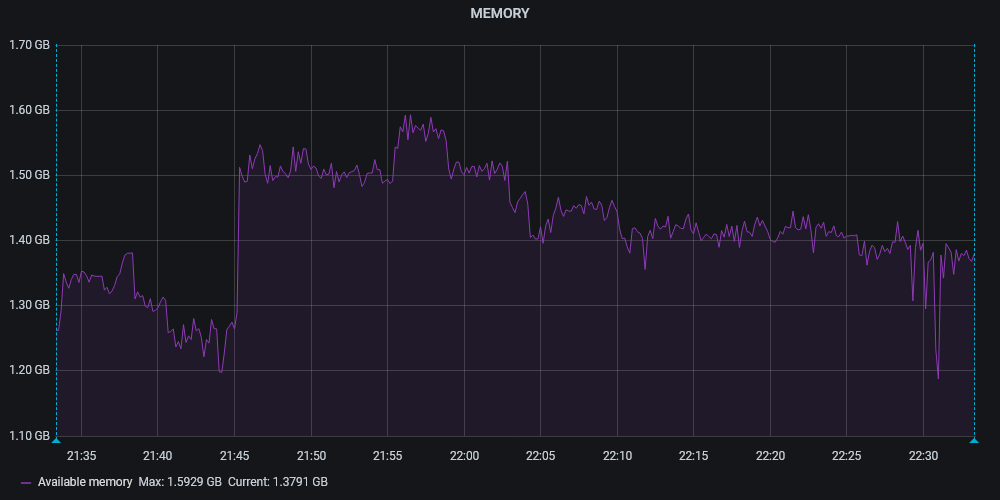 MEMORY
1.70 GB
1.60 GB
1.50 GB
1.40 GB
1.30 GB
1.20 GB
1.10 GB
21:35 21:40 21:45 21:50 21:55 22:00 22:05 22:10 22:15 22:20 22:25 22:30
Available memory Max: 1.5929 GB Current: 1.3791 GB